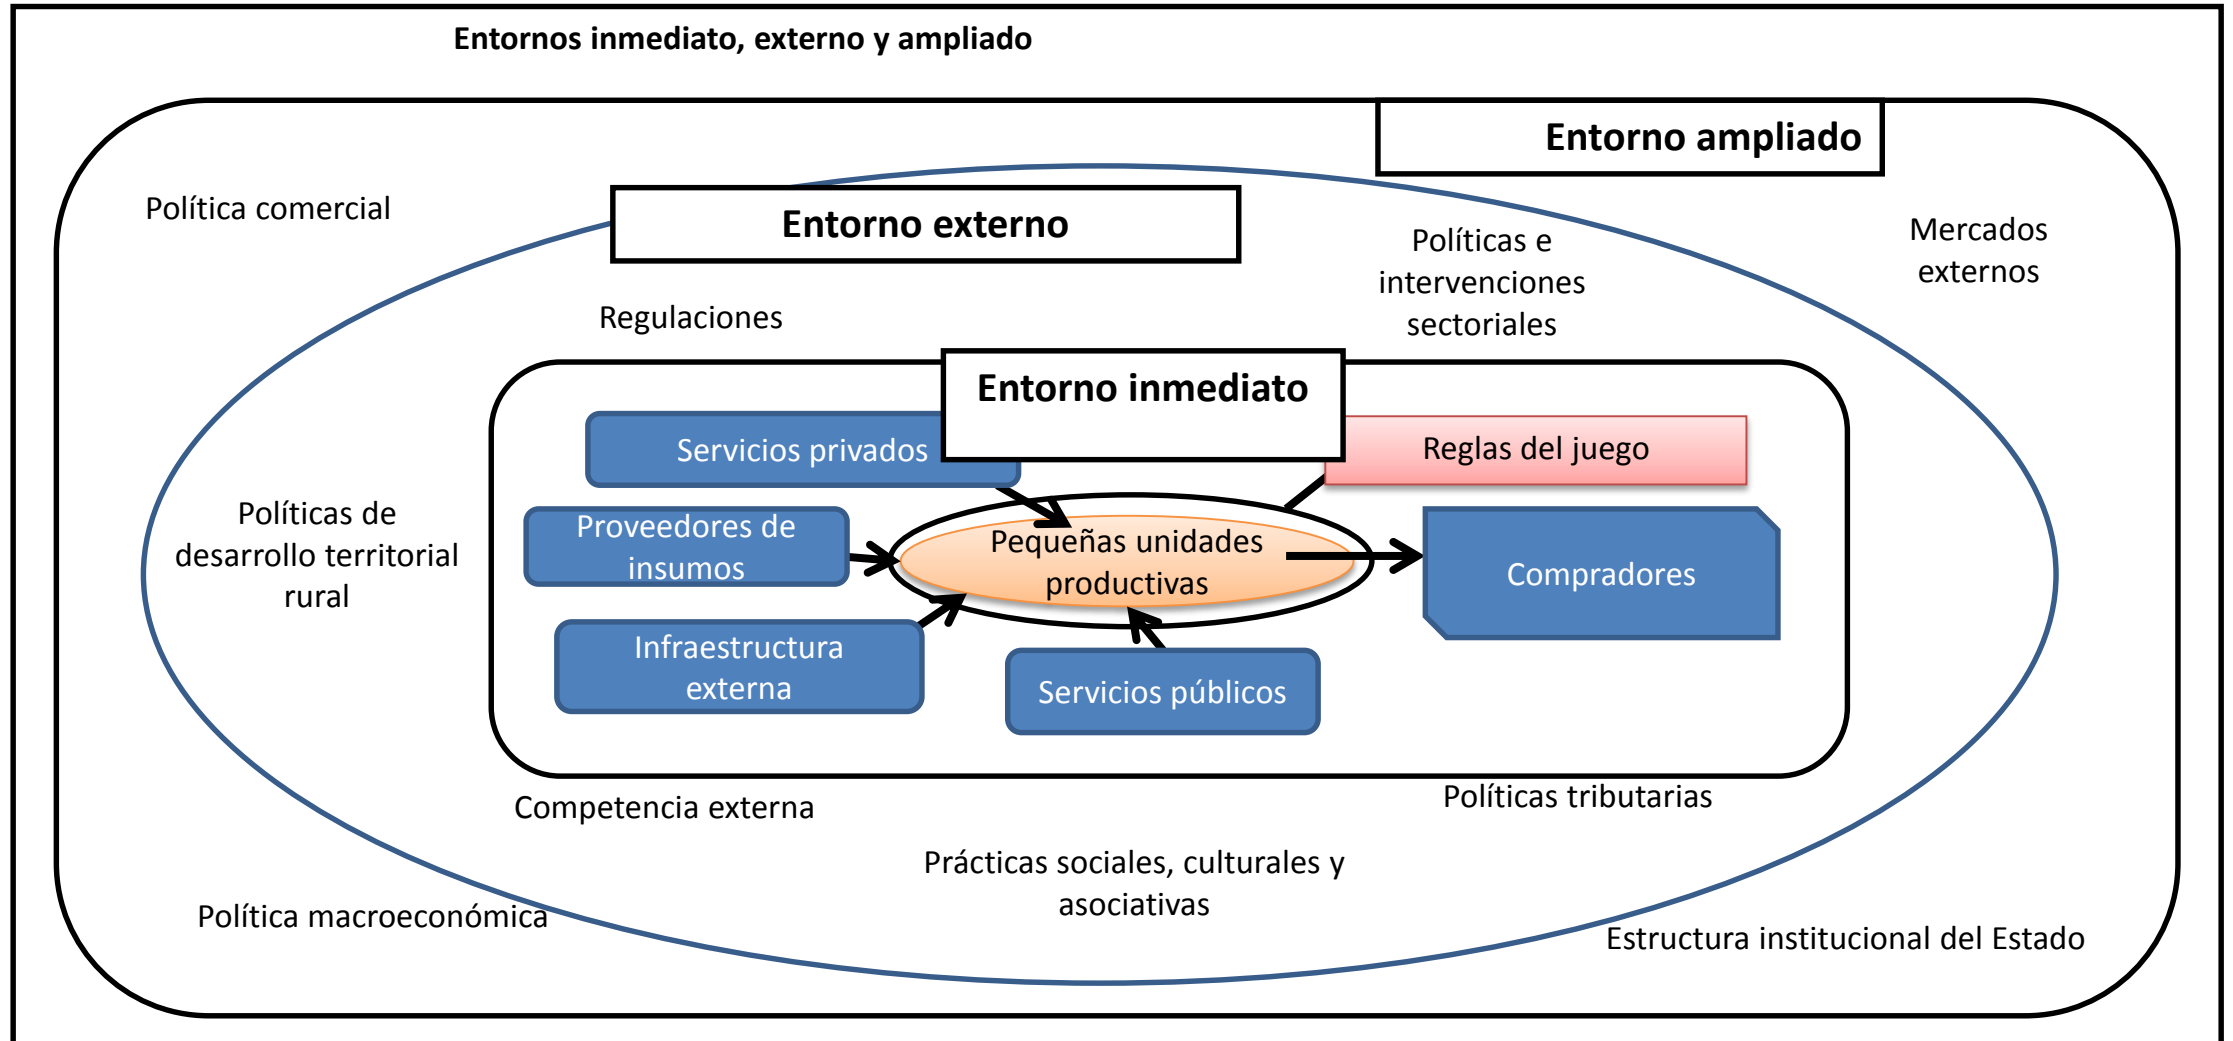 Entornos inmediato, externo y ampliado
Entorno ampliado
Política comercial
Entorno externo
Mercados
externos
Políticas e
intervenciones
sectoriales
Regulaciones
Entorno inmediato
Servicios privados
Reglas del juego
Políticas de
desarrollo territorial
rural
Proveedores de
insumos
Pequeñas unidades
productivas
Compradores
Infraestructura
externa
Servicios públicos
Competencia externa
Políticas tributarias
Prácticas sociales, culturales y
asociativas
Política macroeconómica
Estructura institucional del Estado